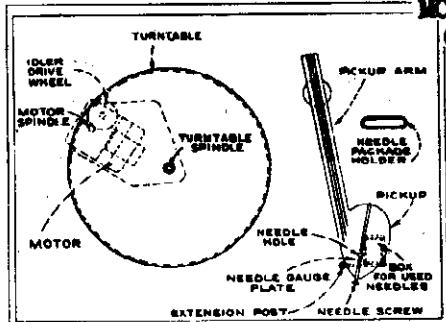 MO
TURNTABLE
IDLER
DRIVE
WHEEL
MOTOR
SPINDLE
TURNTABLE
SPINDLE
MOTOR
PICKUP ARM
NEEDLE
PACKAGE
HOLDER
PICKUP
NEEDLE
HOLE
BOX
FOR USED
NEEDLES
NEEDLE GAUGE
PLATE
EXTENSION POST
NEEDLE SCREW